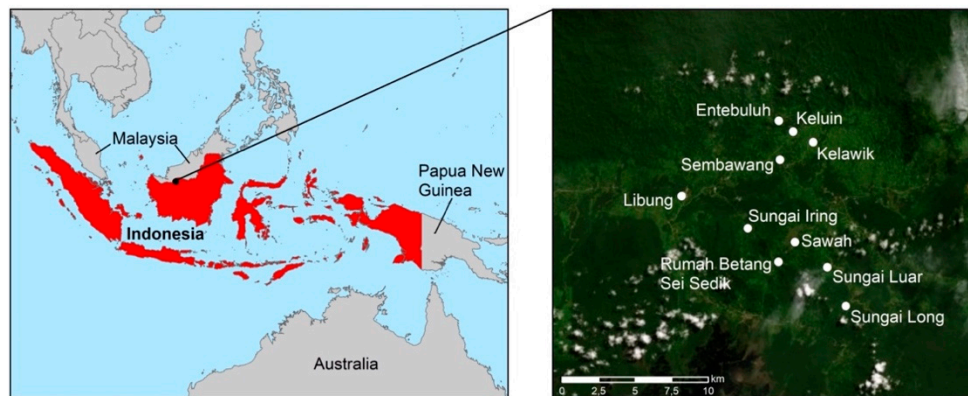 Malaysia
Papua New
Guinea
Indonesia
Australia
Entebuluh
Keluin
Kelawik
Sembawang
Libung
Sungai Iring
Sawah
Rumah Betang
Sei Sedik
Sungai Luar
Sungai Long
0 2,5 5 7,5 10 km